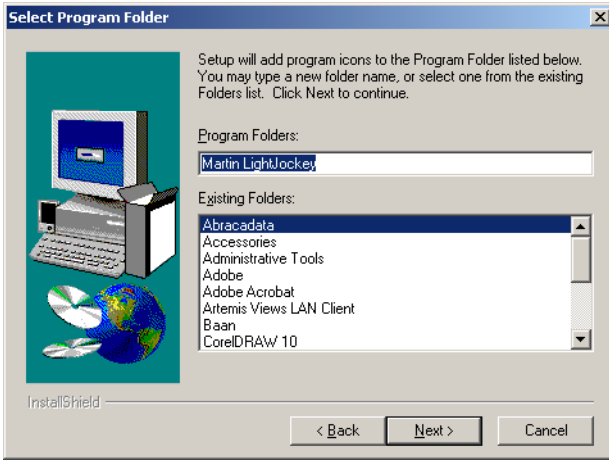 Select Program Folder
Setup will add program icons to the Program Folder listed below.
You may type a new folder name, or select one from the existing
Folders list. Click Next to continue.
Program Folders:
Martin LightJockey
Existing Folders:
Abracadata
Accessories
Administrative Tools
Adobe
Adobe Acrobat
Artemis Views LAN Client
Baan
CorelDRAW 10
InstallShield
< Back
Next >
Cancel